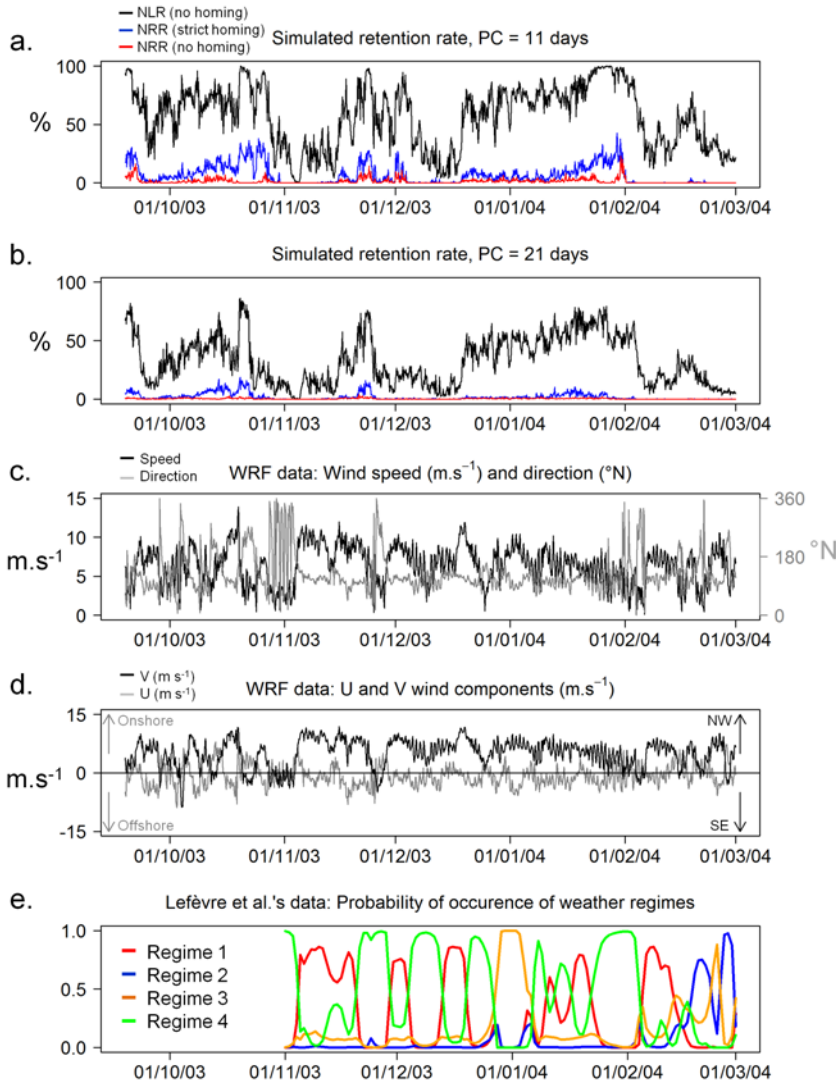 NLR (no homing)
NRR (strict homing)
NRR (no homing)
a.
Simulated retention rate, PC = 11 days
100
%
50
0
01/10/03 01/11/03 01/12/03 01/01/04 01/02/04 01/03/04
b.
Simulated retention rate, PC = 21 days
100
%
50
0
01/10/03 01/11/03 01/12/03 01/01/04 01/02/04 01/03/04
c.
Speed
Direction
WRF data: Wind speed (m.s⁻¹) and direction (°N)
15 360
10
m.s⁻¹ 180 °N
5
0 0
01/10/03 01/11/03 01/12/03 01/01/04 01/02/04 01/03/04
d.
V (m s⁻¹)
U (m s⁻¹)
WRF data: U and V wind components (m.s⁻¹)
15 Onshore NW
m.s⁻¹ 0
-15 Offshore SE
01/10/03 01/11/03 01/12/03 01/01/04 01/02/04 01/03/04
e.
Lefèvre et al.'s data: Probability of occurence of weather regimes
1.0
Regime 1
Regime 2
0.5
Regime 3
Regime 4
0.0
01/10/03 01/11/03 01/12/03 01/01/04 01/02/04 01/03/04